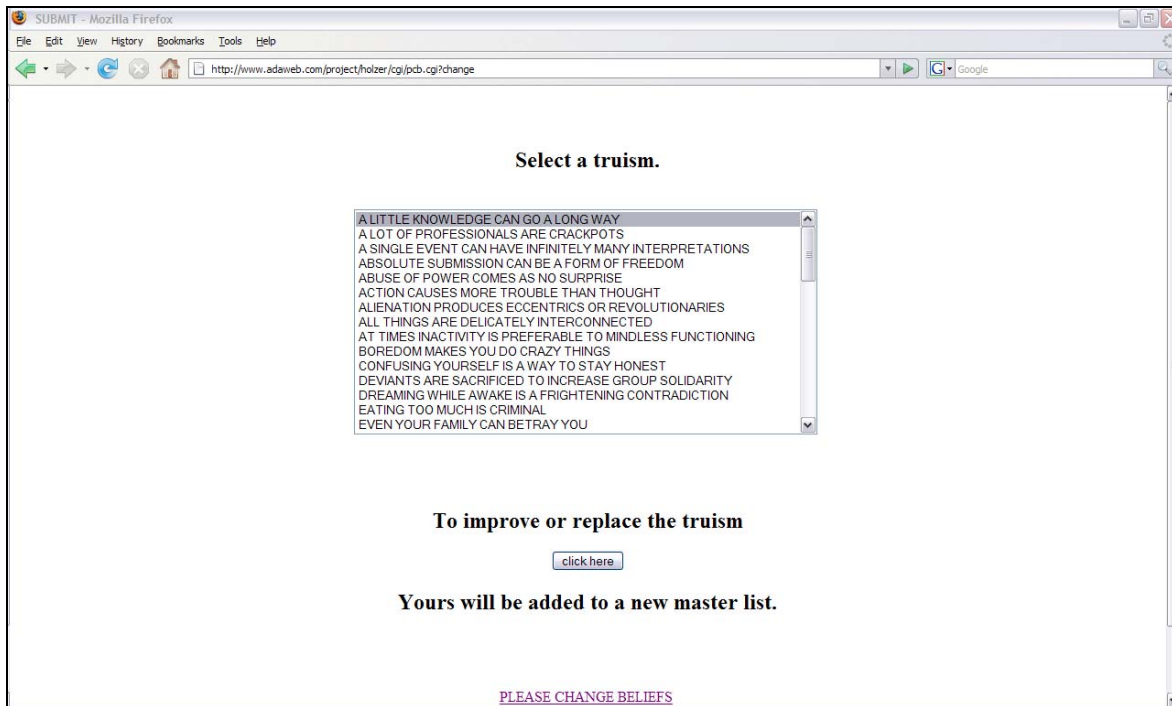 SUBMIT - Mozilla Firefox
File Edit View History Bookmarks Tools Help
http://www.adaweb.com/project/holzer/cgi/pcb.cgi?change
G Google
Select a truism.
A LITTLE KNOWLEDGE CAN GO A LONG WAY
A LOT OF PROFESSIONALS ARE CRACKPOTS
A SINGLE EVENT CAN HAVE INFINITELY MANY INTERPRETATIONS
ABSOLUTE SUBMISSION CAN BE A FORM OF FREEDOM
ABUSE OF POWER COMES AS NO SURPRISE
ACTION CAUSES MORE TROUBLE THAN THOUGHT
ALIENATION PRODUCES ECCENTRICS OR REVOLUTIONARIES
ALL THINGS ARE DELICATELY INTERCONNECTED
AT TIMES INACTIVITY IS PREFERABLE TO MINDLESS FUNCTIONING
BOREDOM MAKES YOU DO CRAZY THINGS
CONFUSING YOURSELF IS A WAY TO STAY HONEST
DEVIANTS ARE SACRIFICED TO INCREASE GROUP SOLIDARITY
DREAMING WHILE AWAKE IS A FRIGHTENING CONTRADICTION
EATING TOO MUCH IS CRIMINAL
EVEN YOUR FAMILY CAN BETRAY YOU
To improve or replace the truism
click here
Yours will be added to a new master list.
PLEASE CHANGE BELIEFS